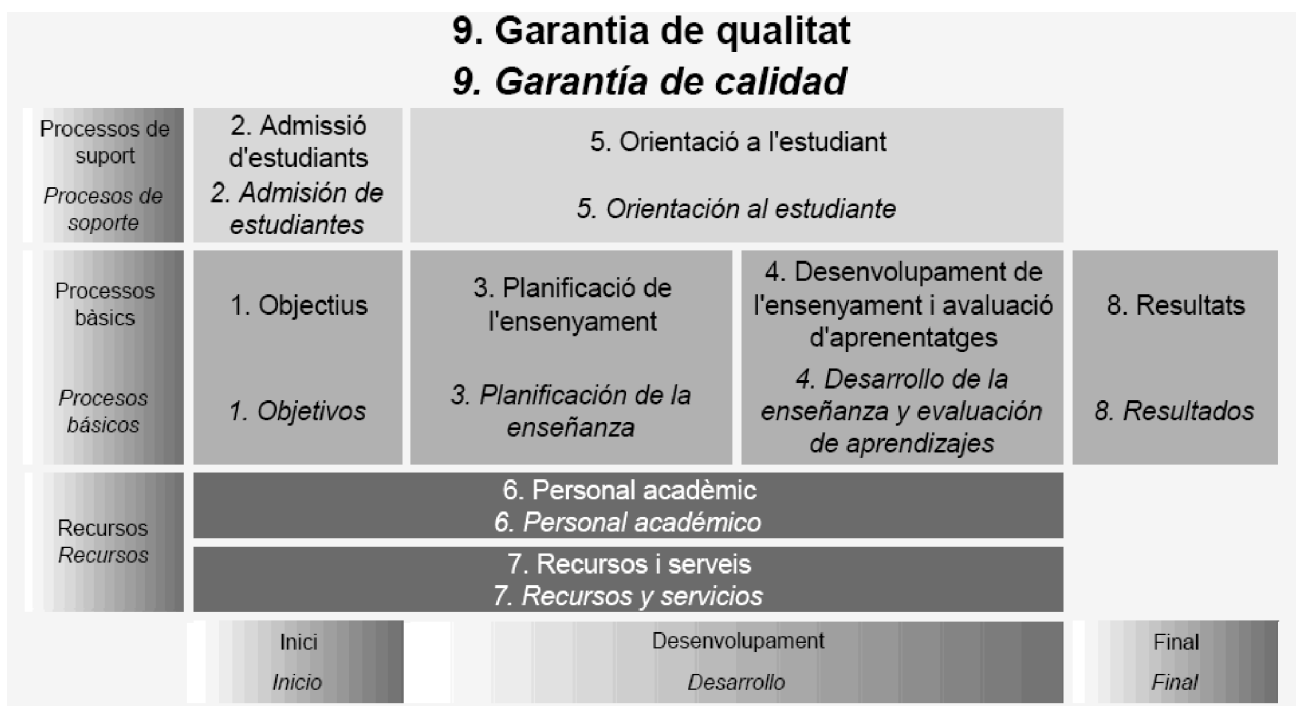 9. Garantia de qualitat
9. Garantía de calidad
Processos de
suport
Procesos de
soporte
2. Admissió
d'estudiants
2. Admisión de
estudiantes
5. Orientació a l'estudiant
5. Orientación al estudiante
Processos
bàsics
Procesos
básicos
1. Objectius
1. Objetivos
3. Planificació de
l'ensenyament
3. Planificación de la
enseñanza
4. Desenvolupament de
l'ensenyament i avaluació
d'aprenentatges
4. Desarrollo de la
enseñanza y evaluación
de aprendizajes
8. Resultats
8. Resultados
Recursos
Recursos
6. Personal acadèmic
6. Personal académico
7. Recursos i serveis
7. Recursos y servicios
Inici
Inicio
Desenvolupament
Desarrollo
Final
Final